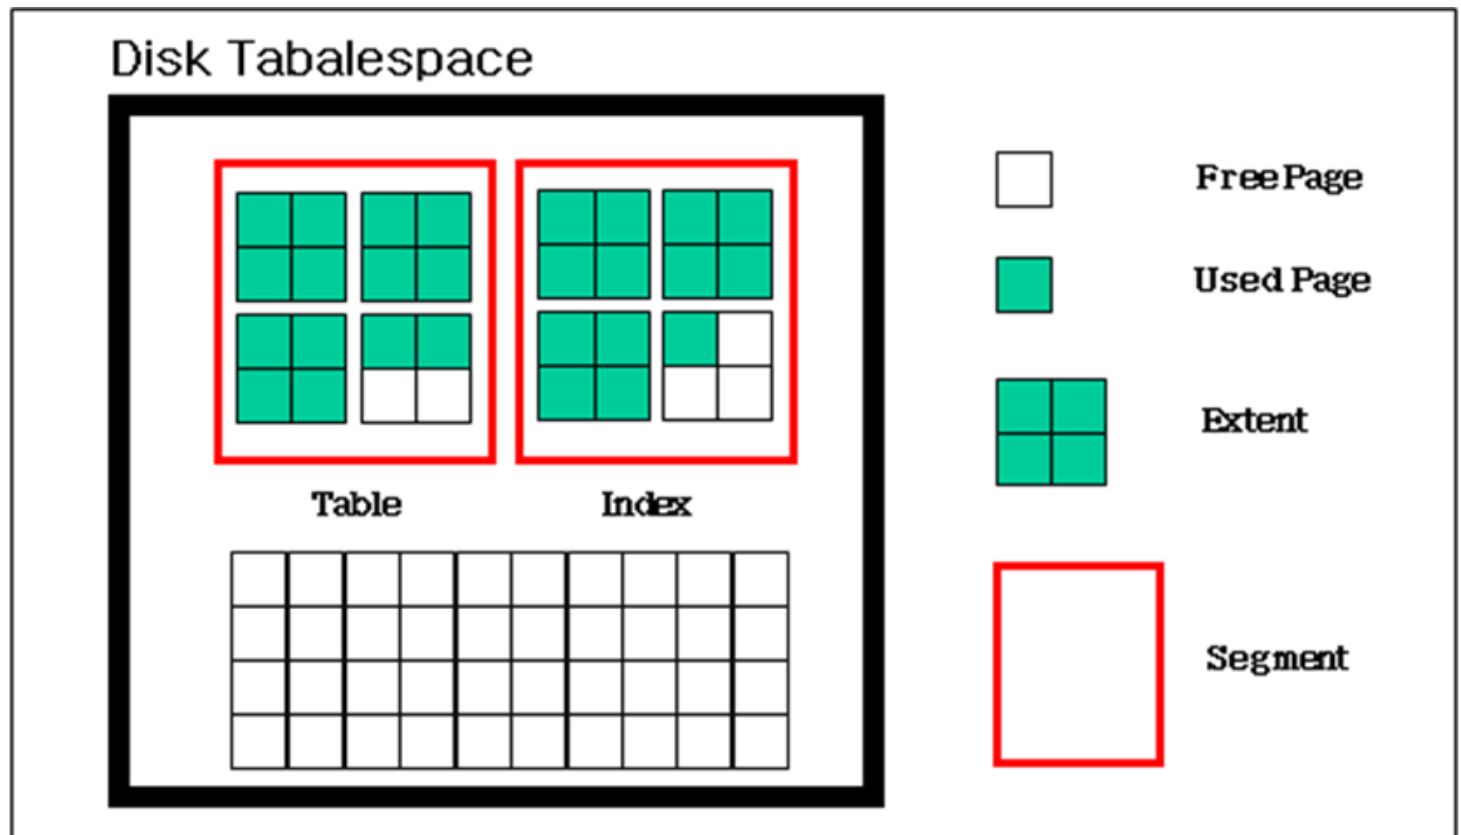 Disk Tabalespace
Free Page
Used Page
Extent
Table
Index
Segment